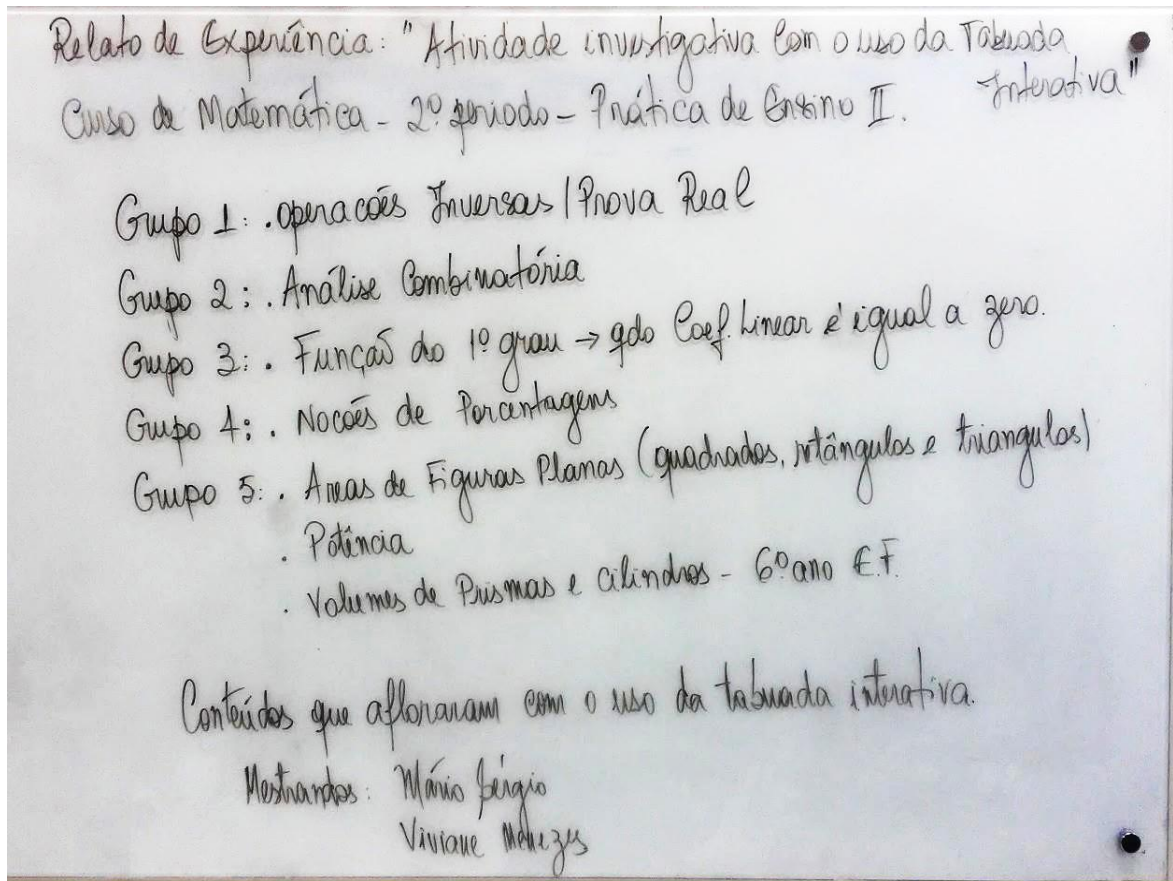 Relato de Experiência: "Atividade investigativa com o uso da Tabuada
Interativa"
Curso de Matemática - 2º período - Prática de Ensino II.
Grupo 1: . operacões Inversas / Prova Real
Grupo 2: . Análise Combinatória
Grupo 3: . Função do 1º grau → qdo Coef. Linear é igual a zero.
Grupo 4: . Nocões de Porcentagens
Grupo 5: . Areas de Figuras Planas (quadrados, retângulos e triangulos)
. Potência
. Volumes de Prismas e cilindros - 6º ano E.F.
Conteúdos que afloraram com o uso da tabuada interativa.
Mestrandos: Mário Sérgio
Viviane Menezes